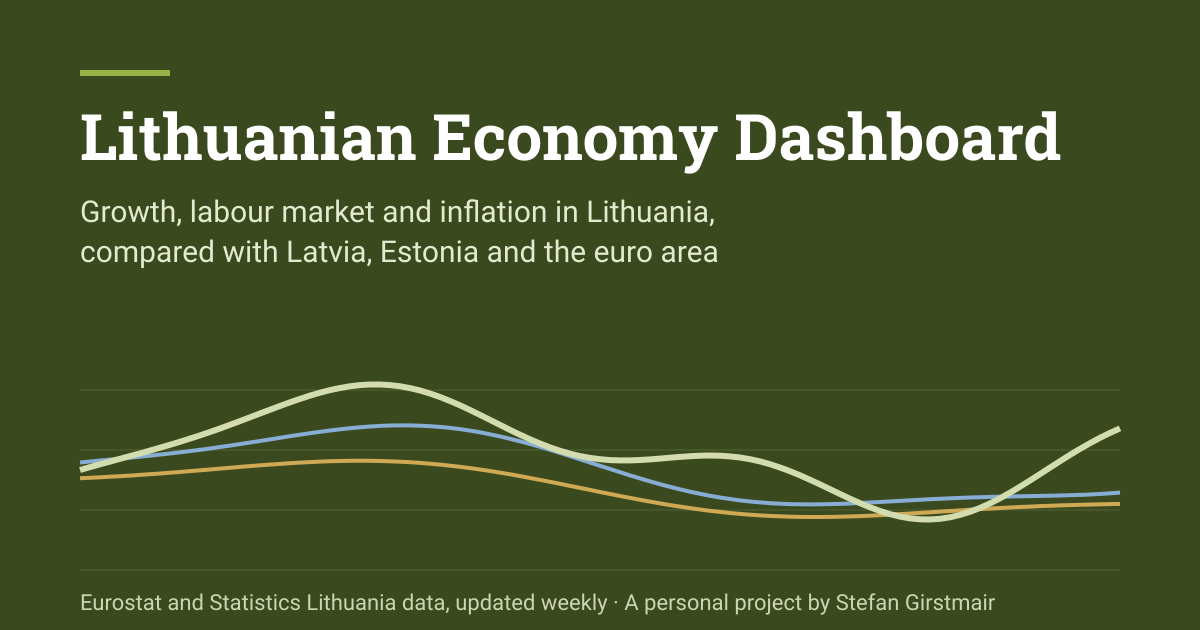 Lithuanian Economy Dashboard
Growth, labour market and inflation in Lithuania,
compared with Latvia, Estonia and the euro area
Eurostat and Statistics Lithuania data, updated weekly · A personal project by Stefan Girstmair